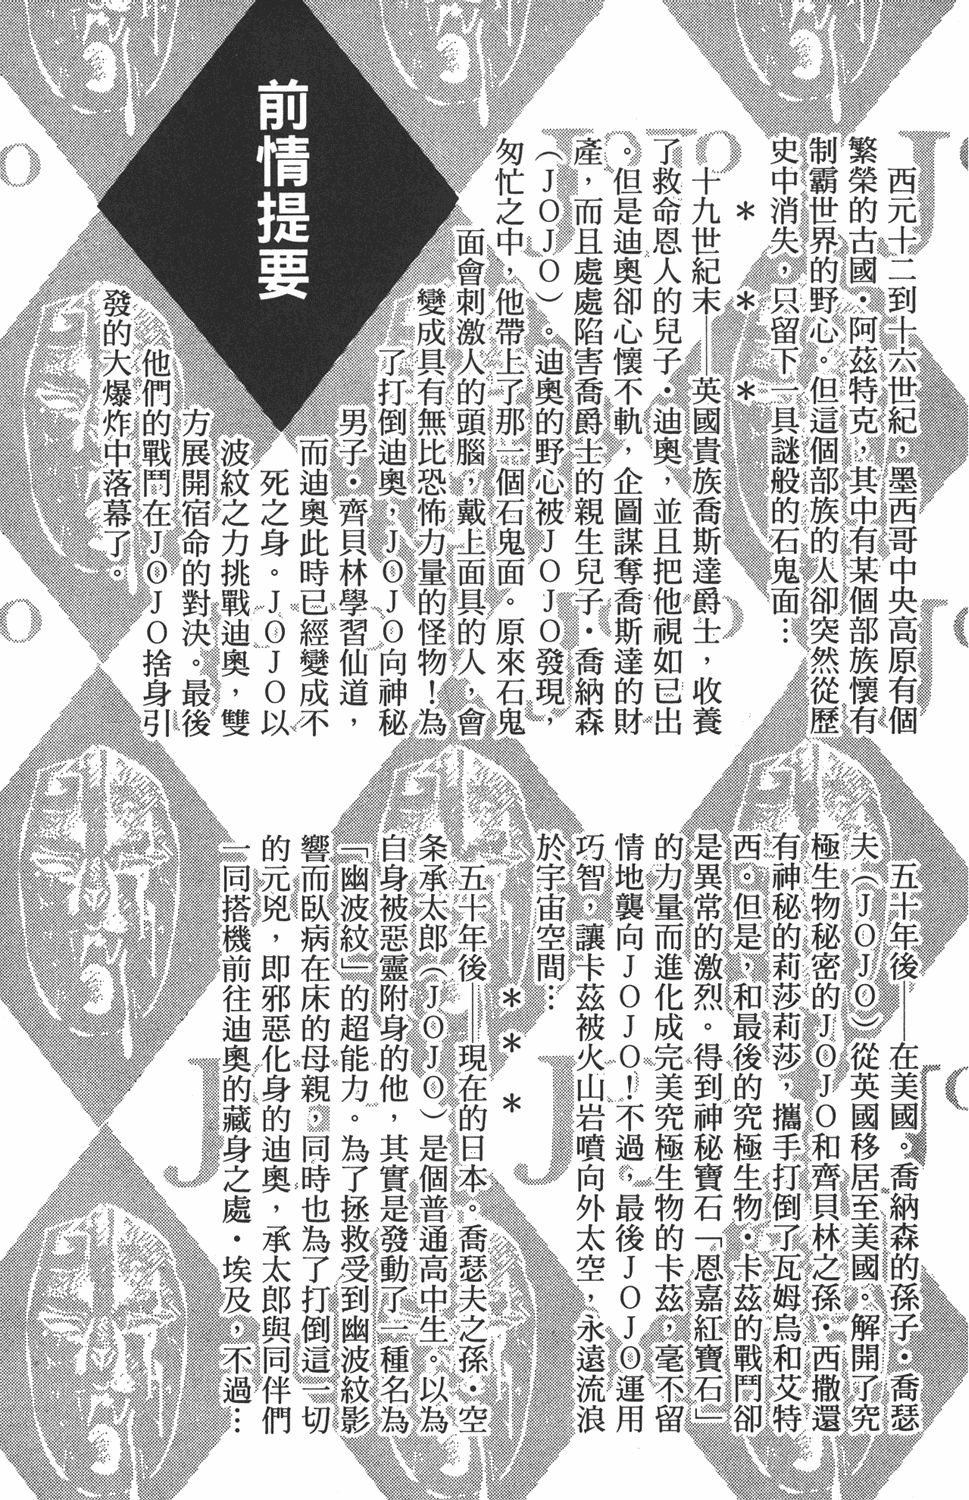 前情提要
西元十二到十六世紀，墨西哥中央高原有個
繁榮的古國・阿茲特克，其中有某個部族懷有
制霸世界的野心。但這個部族的人卻突然從歷
史中消失，只留下一具謎般的石鬼面…
＊ ＊ ＊
十九世紀末——英國貴族喬斯達爵士，收養
了救命恩人的兒子・迪奧，並且把他視如已出
。但是迪奧卻心懷不軌，企圖謀奪喬斯達的財
產，而且處處陷害喬爵士的親生兒子・喬納森
（JOJO）。迪奧的野心被JOJO發現，
匆忙之中，他帶上了那一個石鬼面。原來石鬼
面會刺激人的頭腦，戴上面具的人，會
變成具有無比恐怖力量的怪物！為
了打倒迪奧，JOJO向神秘
男子・齊貝林學習仙道，
而迪奧此時已經變成不
死之身。JOJO以
波紋之力挑戰迪奧，雙
方展開宿命的對決。最後
他們的戰鬥在JOJO捨身引
發的大爆炸中落幕了。
五十年後——在美國。喬納森的孫子・喬瑟
夫（JOJO）從英國移居至美國。解開了究
極生物秘密的JOJO和齊貝林之孫・西撒還
有神秘的莉莎莉莎，攜手打倒了瓦姆烏和艾特
西。但是，和最後的究極生物・卡茲的戰鬥卻
是異常的激烈。得到神秘寶石「恩嘉紅寶石」
的力量而進化成完美究極生物的卡茲，毫不留
情地襲向JOJO！不過，最後JOJO運用
巧智，讓卡茲被火山岩噴向外太空，永遠流浪
於宇宙空間…
＊ ＊ ＊
五十年後——現在的日本。喬瑟夫之孫・空
条承太郎（JOJO）是個普通高中生。以為
自身被惡靈附身的他，其實是發動了一種名為
「幽波紋」的超能力。為了拯救受到幽波紋影
響而臥病在床的母親，同時也為了打倒這一切
的元兇，即邪惡化身的迪奧，承太郎與同伴們
一同搭機前往迪奧的藏身之處・埃及，不過…